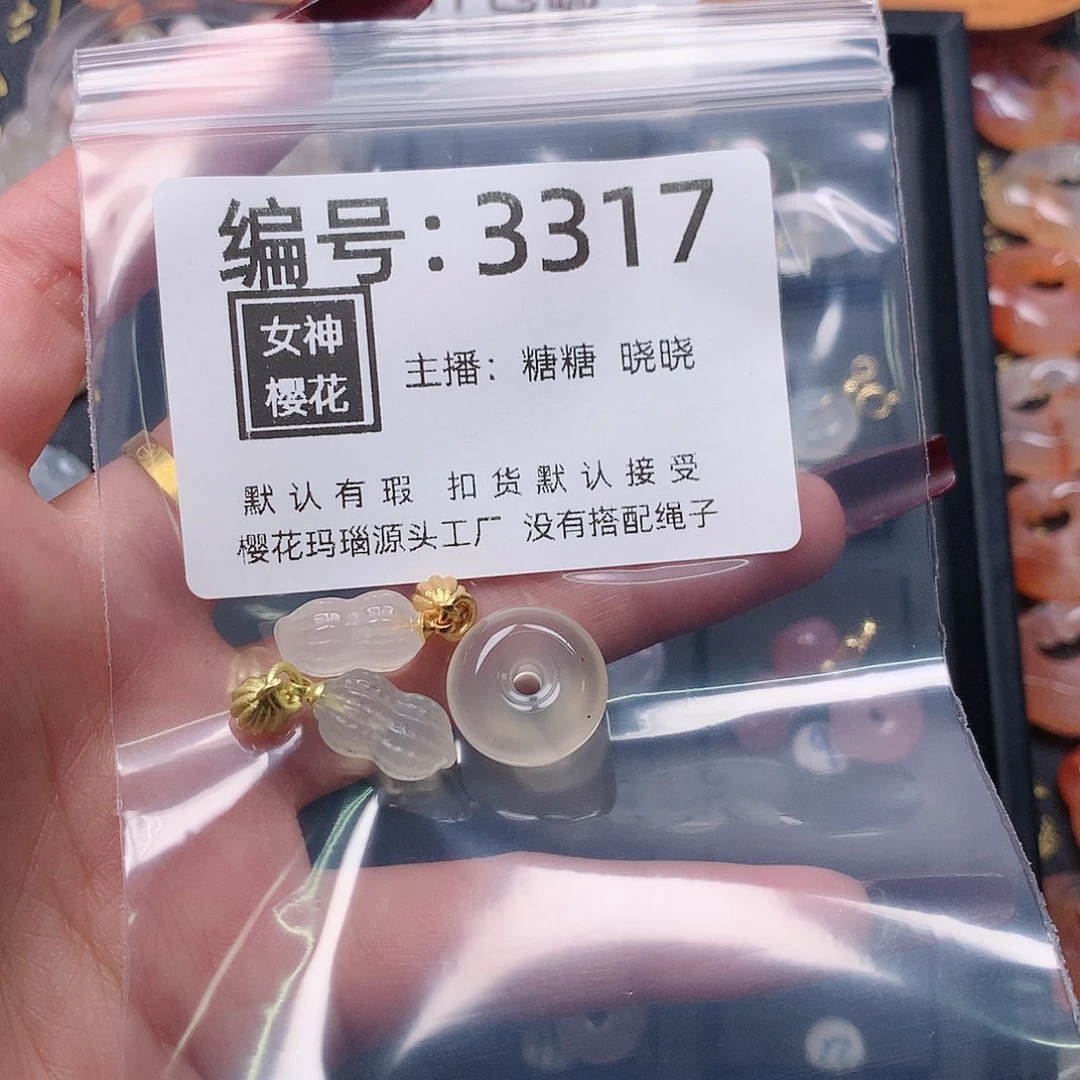 编号：3317
女神
樱花
主播：糖糖 晓晓
默认有瑕 扣货默认接受
樱花玛瑙源头工厂 没有搭配绳子